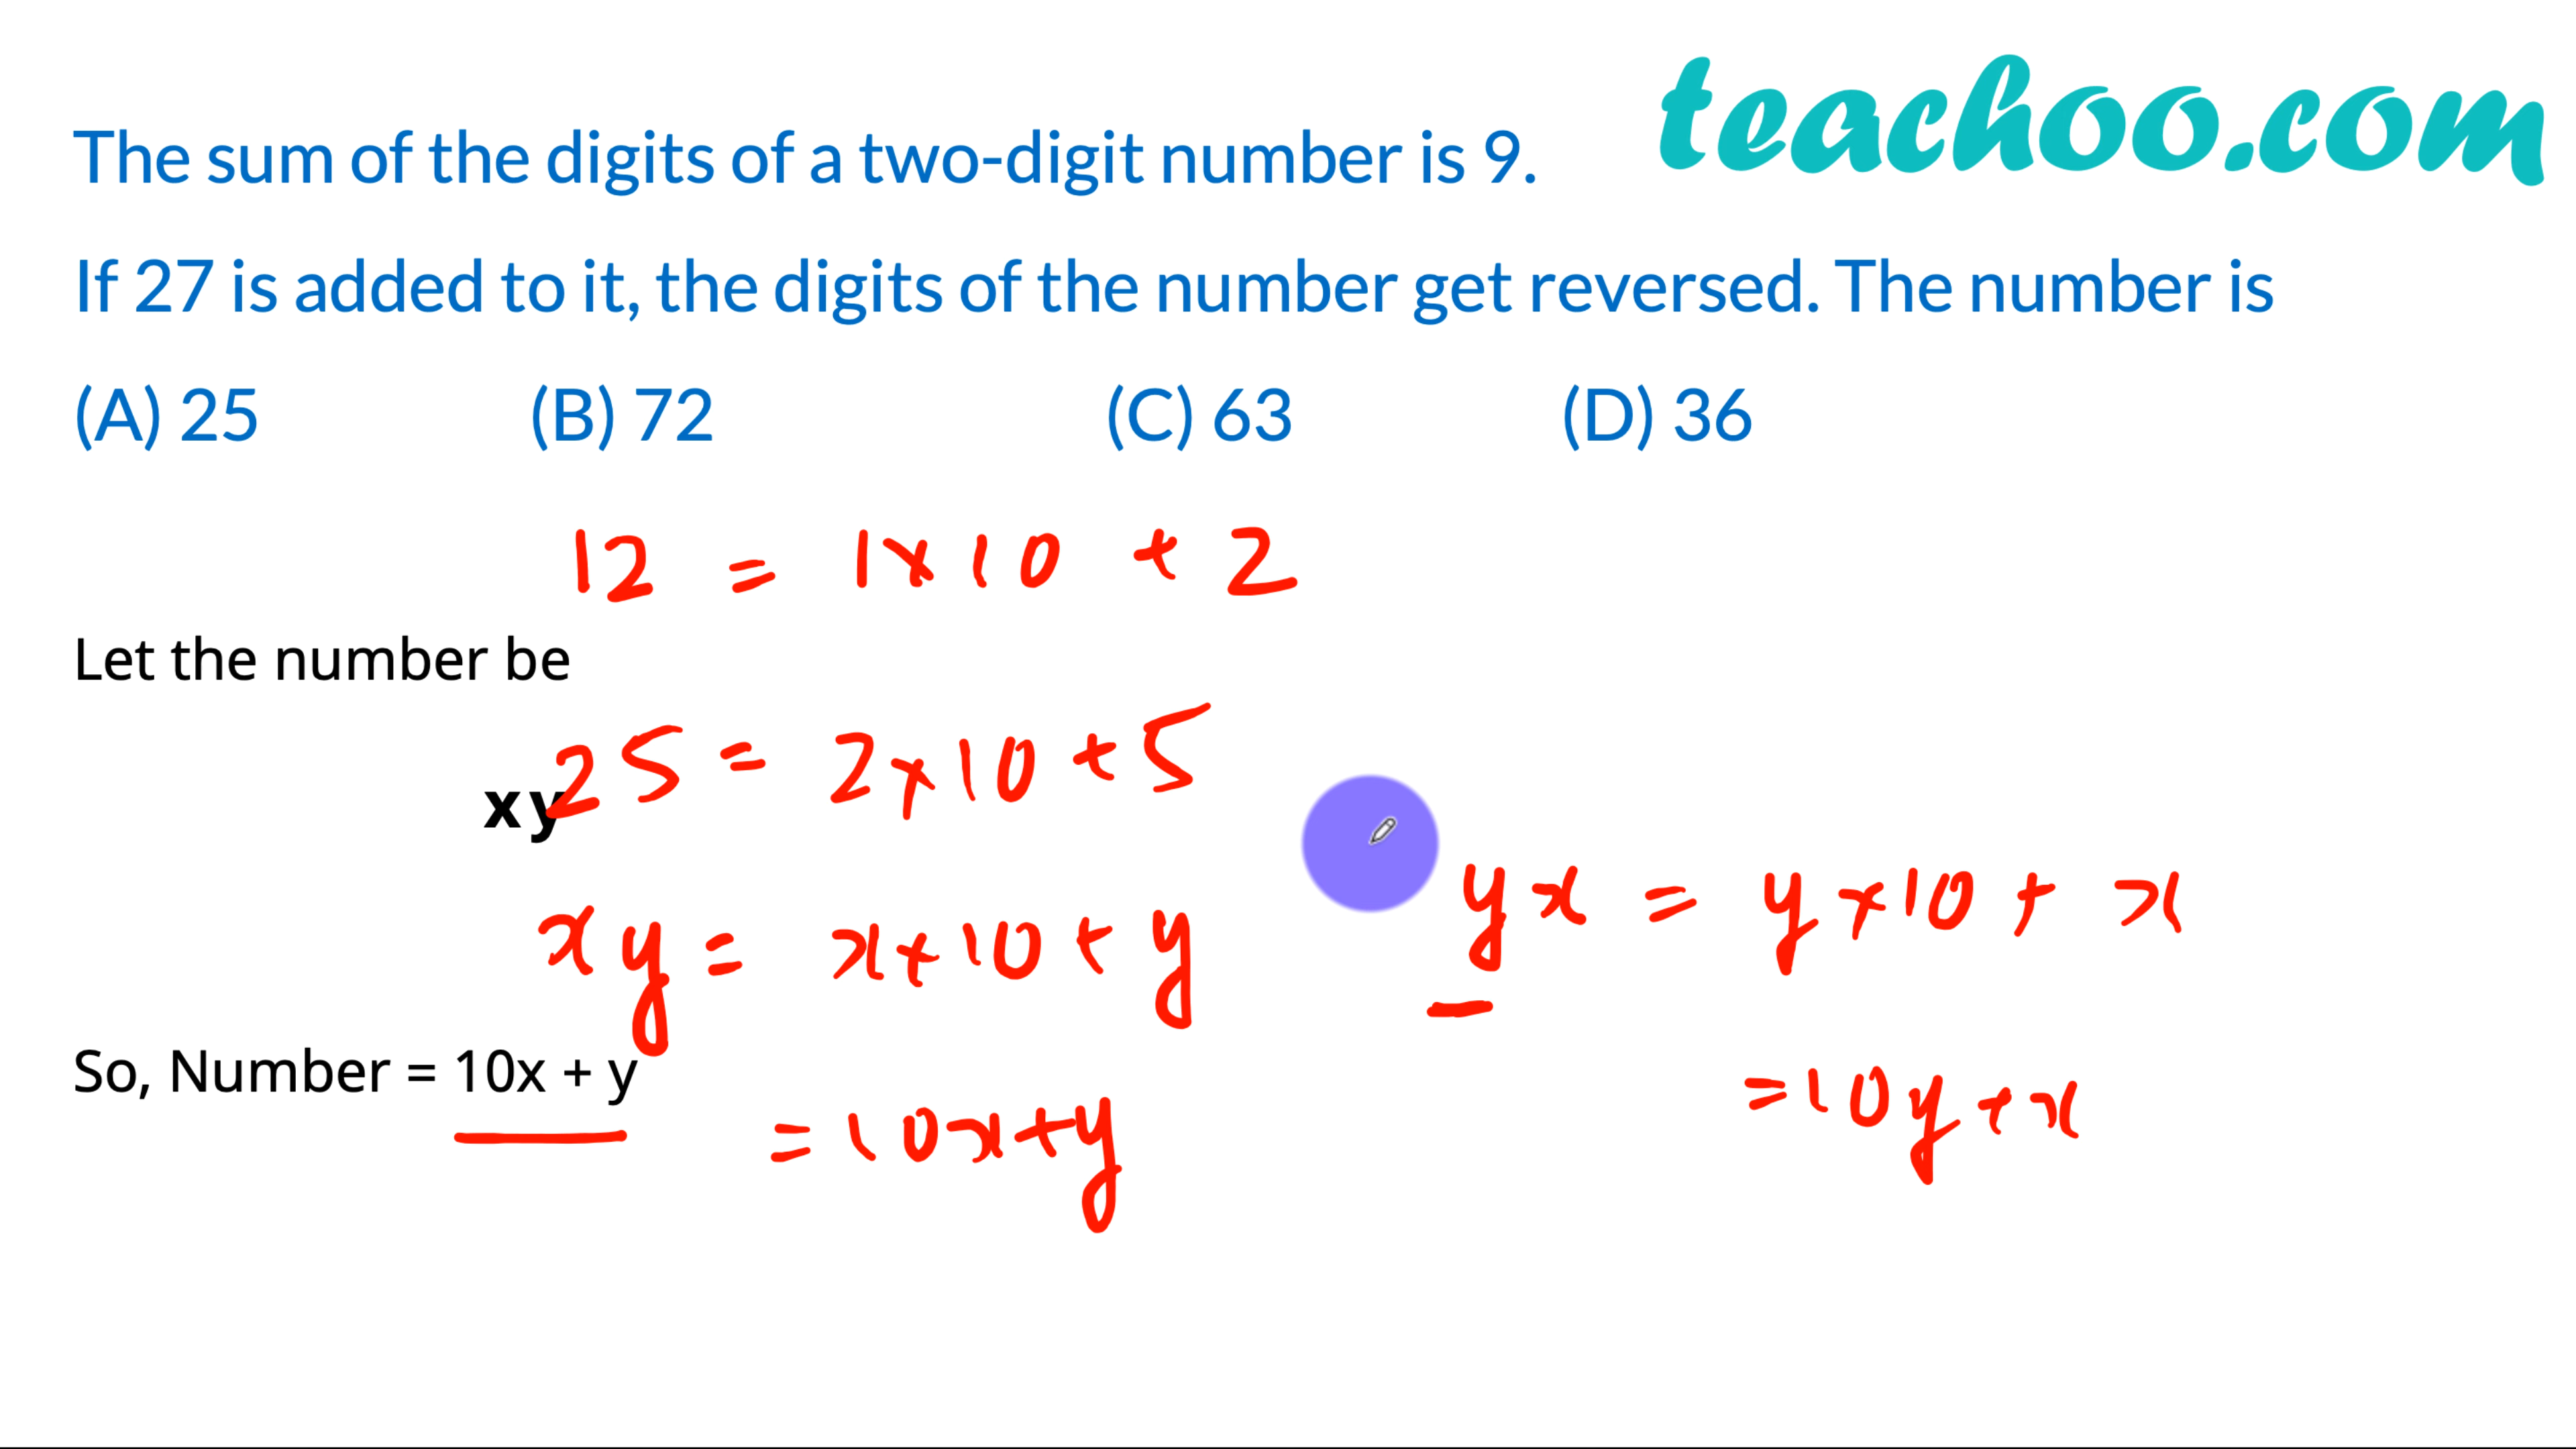 teachoo.com
The sum of the digits of a two-digit number is 9.
If 27 is added to it, the digits of the number get reversed. The number is
(A) 25 (B) 72 (C) 63 (D) 36
12 = 1×10 + 2
Let the number be
25 = 2×10 + 5
x y
xy = x×10 + y
yx = y×10 + x
So, Number = 10x + y
= 10x+y
= 10y+x